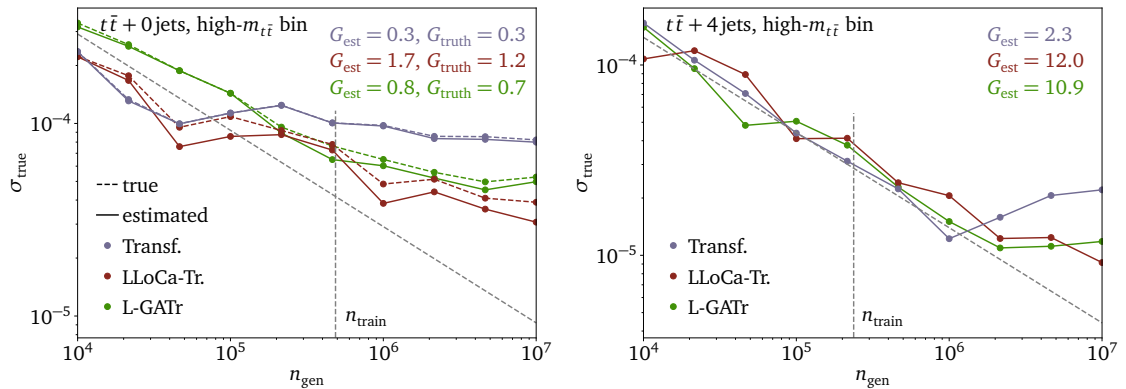 tt̄ + 0 jets, high-m_{tt̄} bin
G_est = 0.3, G_truth = 0.3
G_est = 1.7, G_truth = 1.2
G_est = 0.8, G_truth = 0.7
10^{-4}
σ_true
true
estimated
Transf.
LLoCa-Tr.
L-GATr
n_train
10^{-5}
10^4
10^5
10^6
10^7
n_gen
tt̄ + 4 jets, high-m_{tt̄} bin
G_est = 2.3
G_est = 12.0
G_est = 10.9
10^{-4}
σ_true
10^{-5}
Transf.
LLoCa-Tr.
L-GATr
n_train
10^4
10^5
10^6
10^7
n_gen